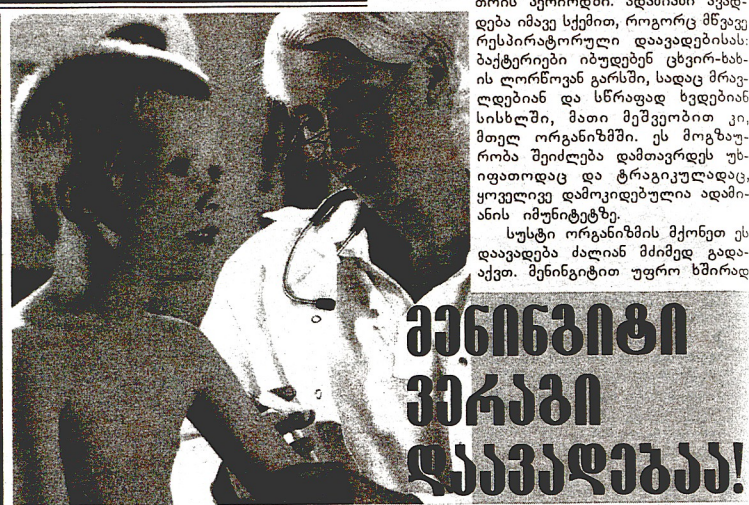 თრის პერიოდში. ადამიანი ავად-
დება იმავე სქემით, როგორც მწვავე
რესპირატორული დაავადებისას:
ბაქტერიები იბუდებენ ცხვირ-ხახ-
ის ლორწოვან გარსში, სადაც მრავ-
ლდებიან და სწრაფად ხვდებიან
სისხლში, მათი მეშვეობით კი,
მთელ ორგანიზმში. ეს მოგზაუ-
რობა შეიძლება დამთავრდეს უხ-
იფათოდაც და ტრაგიკულადაც,
ყოველივე დამოკიდებულია ადამი-
ანის იმუნიტეტზე.
სუსტი ორგანიზმის მქონეთ ეს
დაავადება ძალიან მძიმედ გადა-
აქვთ. მენინგიტით უფრო ხშირად
მენინგიტი
ვერაგი
დაავადებაა!